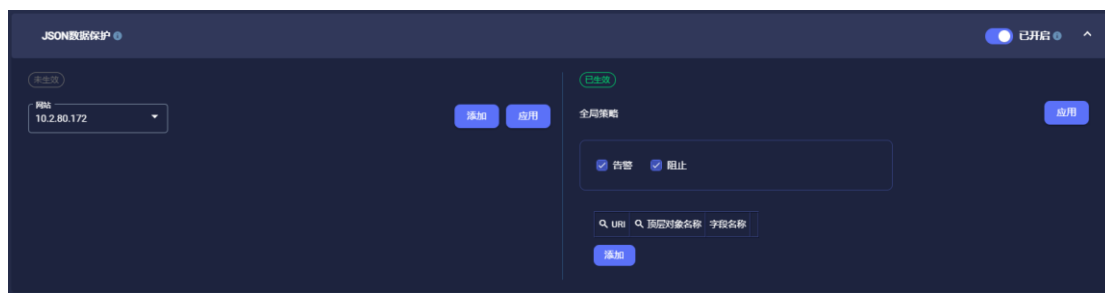 JSON数据保护
已开启
未生效
网站
10.2.80.172
添加 应用
已生效
全局策略
应用
告警 阻止
URI 顶层对象名称 字段名称
添加